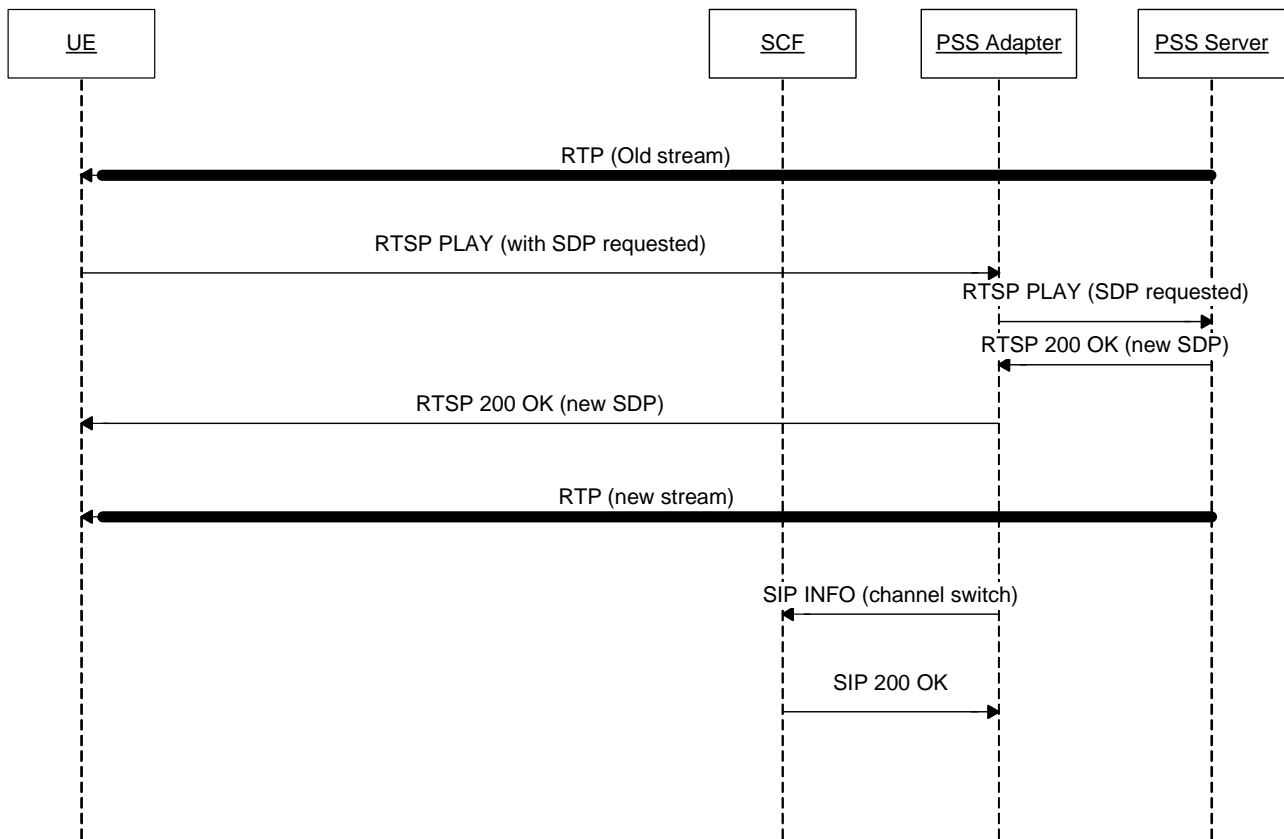 UE
SCF
PSS Adapter
PSS Server
RTP (Old stream)
RTSP PLAY (with SDP requested)
RTSP PLAY (SDP requested)
RTSP 200 OK (new SDP)
RTSP 200 OK (new SDP)
RTP (new stream)
SIP INFO (channel switch)
SIP 200 OK